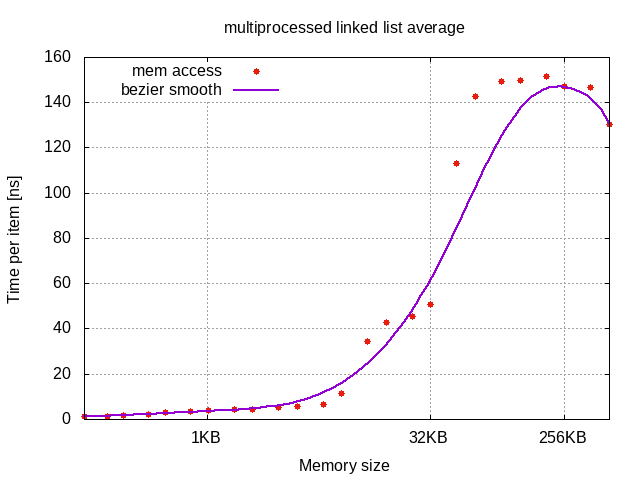 multiprocessed linked list average
160
140
120
100
80
60
40
20
0
mem access
bezier smooth
Time per item [ns]
1KB 32KB 256KB
Memory size